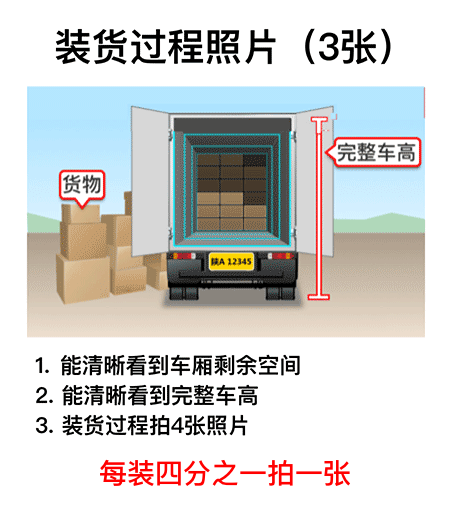 装货过程照片（3张）
完整车高
货物
陕A 12345
1. 能清晰看到车厢剩余空间
2. 能清晰看到完整车高
3. 装货过程拍4张照片
每装四分之一拍一张